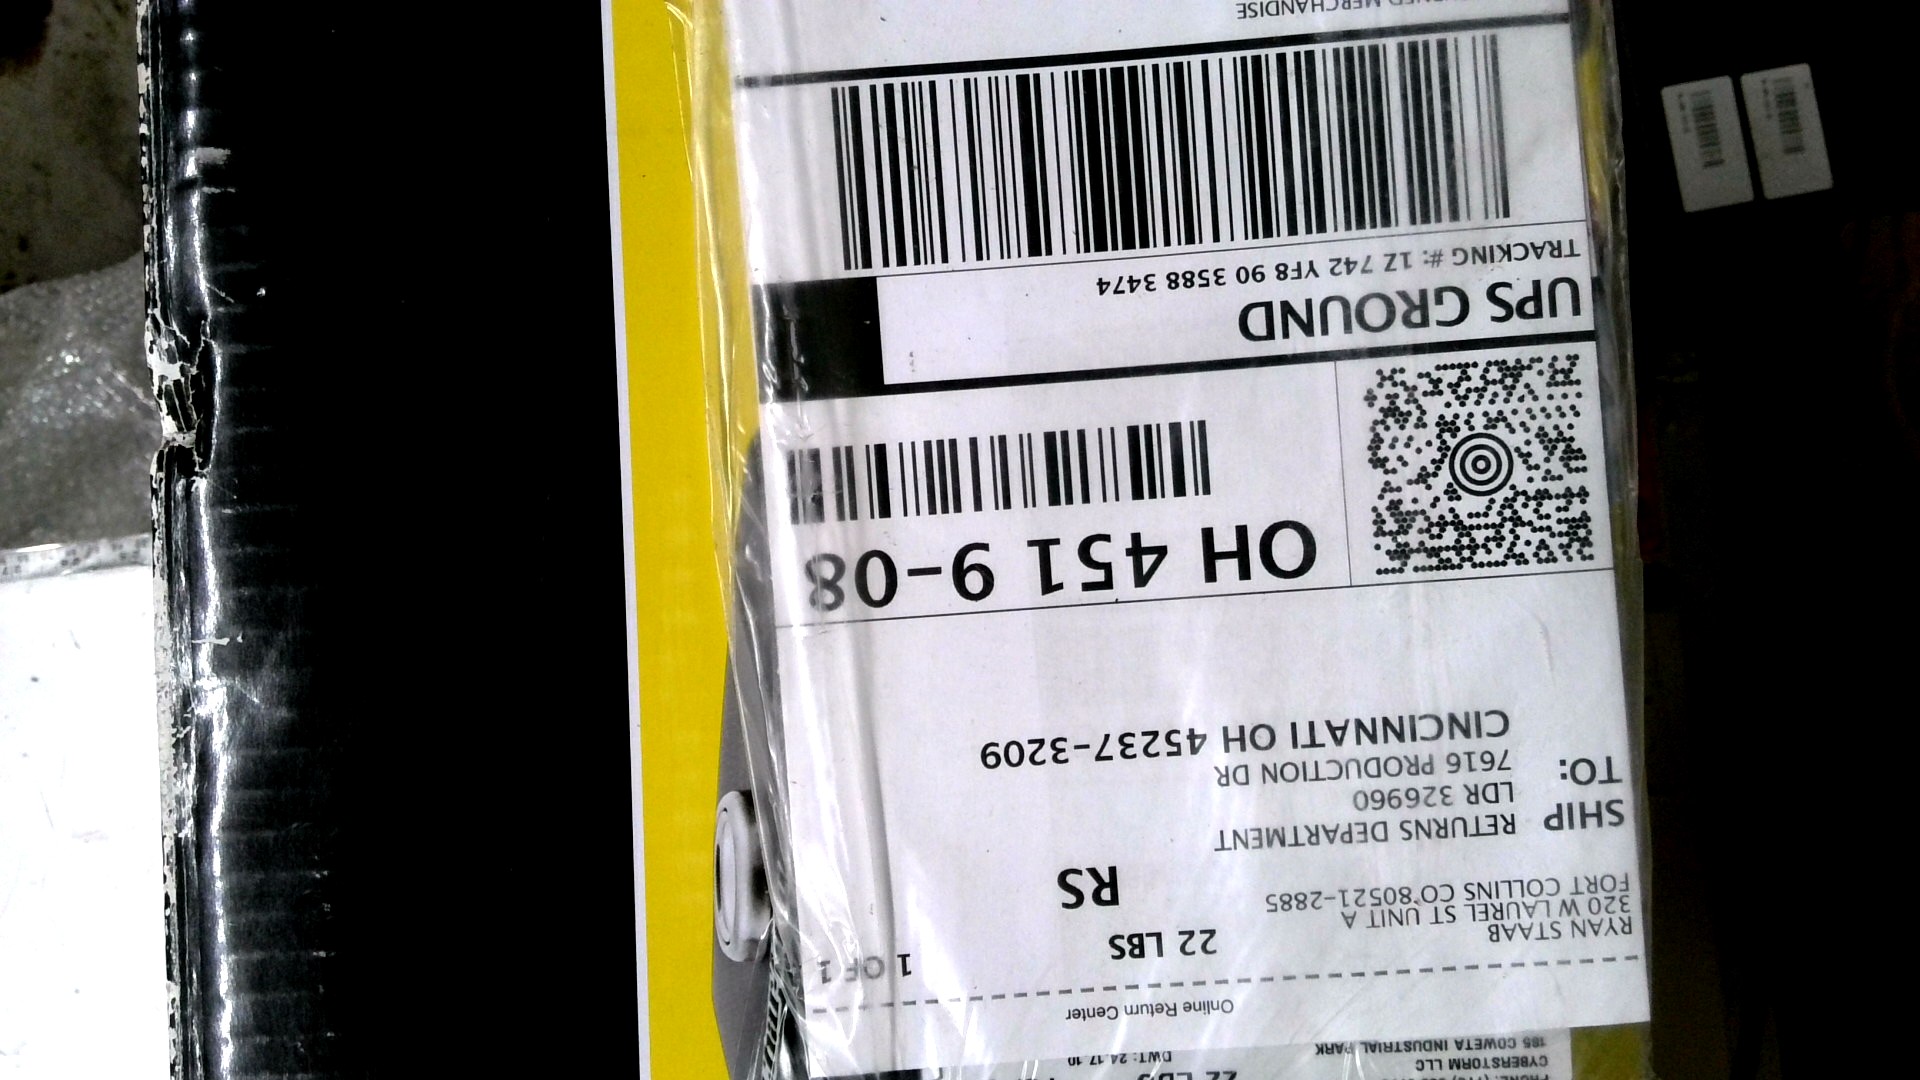 Online Return Center
RYAN STAAB
320 W LAUREL ST UNIT A
FORT COLLINS CO 80521-2885
22 LBS
1 OF 1
RS
SHIP
TO:
RETURNS DEPARTMENT
LDR 326960
7616 PRODUCTION DR
CINCINNATI OH 45237-3209
OH 451 9-08
UPS GROUND
TRACKING #: 1Z 742 YF8 90 3588 3474
MERCHANDISE
CYBERSTORM LLC
185 COWETA INDUSTRIAL PARK
22 LBS
DWT: 24,17,10